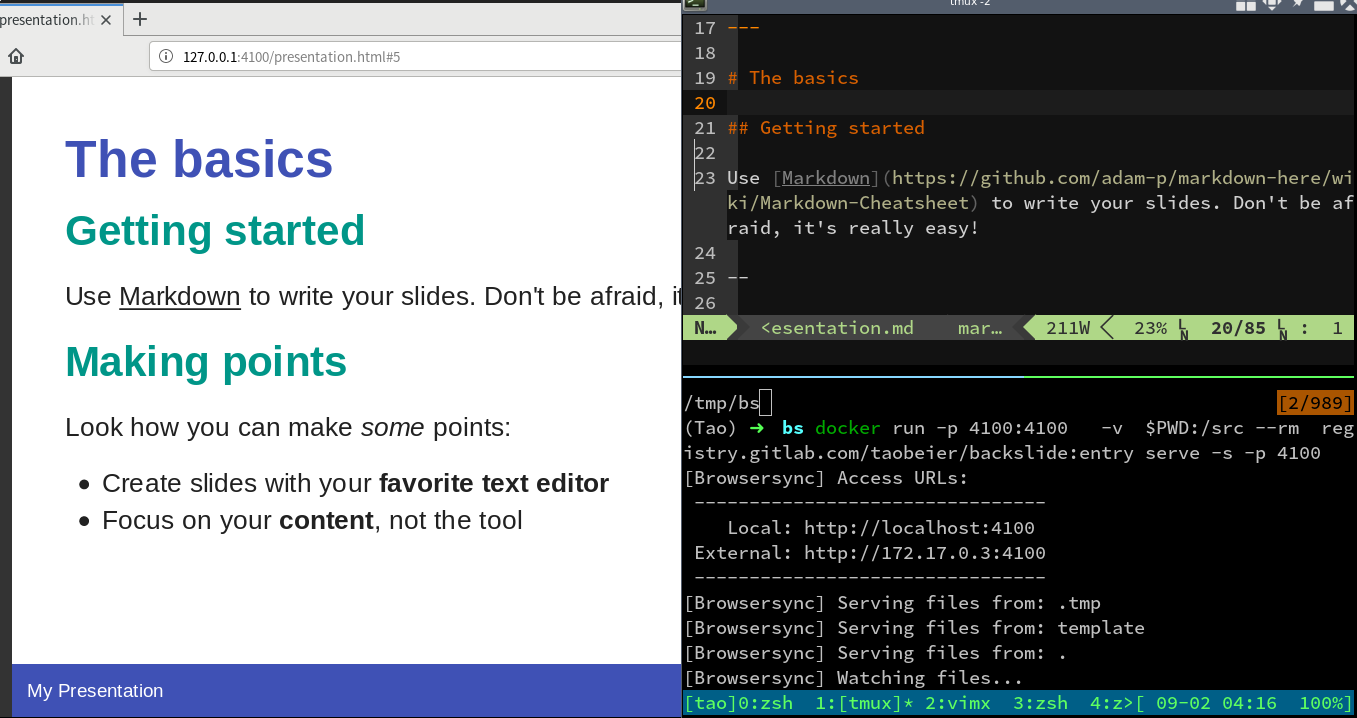 presentation.ht
127.0.0.1:4100/presentation.html#5
The basics
Getting started
Use Markdown to write your slides. Don't be afraid, it
Making points
Look how you can make some points:
Create slides with your favorite text editor
Focus on your content, not the tool
My Presentation
tmux -2
17 ---
18
19 # The basics
20
21 ## Getting started
22
23 Use [Markdown](https://github.com/adam-p/markdown-here/wi
ki/Markdown-Cheatsheet) to write your slides. Don't be af
raid, it's really easy!
24
25 --
26
N… <esentation.md mar… 211W 23% LN 20/85 LN : 1
/tmp/bs [2/989]
(Tao) ➜ bs docker run -p 4100:4100 -v $PWD:/src --rm reg
istry.gitlab.com/taobeier/backslide:entry serve -s -p 4100
[Browsersync] Access URLs:
--------------------------------
Local: http://localhost:4100
External: http://172.17.0.3:4100
--------------------------------
[Browsersync] Serving files from: .tmp
[Browsersync] Serving files from: template
[Browsersync] Serving files from: .
[Browsersync] Watching files...
[tao]0:zsh 1:[tmux]* 2:vimx 3:zsh 4:z>[ 09-02 04:16 100%]